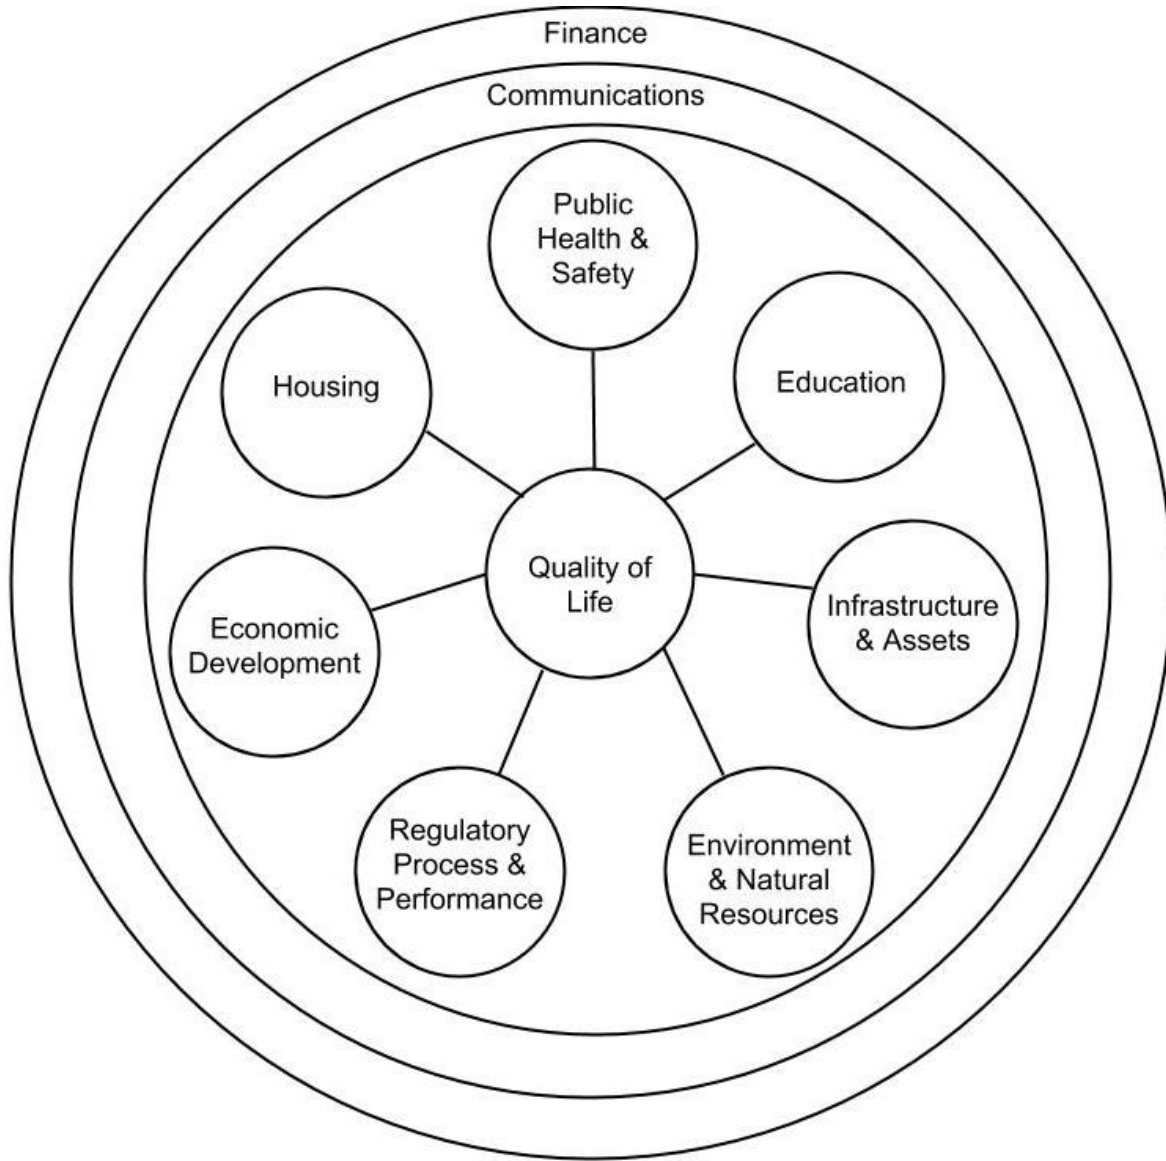 Finance
Communications
Public
Health &
Safety
Housing
Education
Quality of
Life
Infrastructure
& Assets
Economic
Development
Regulatory
Process &
Performance
Environment
& Natural
Resources